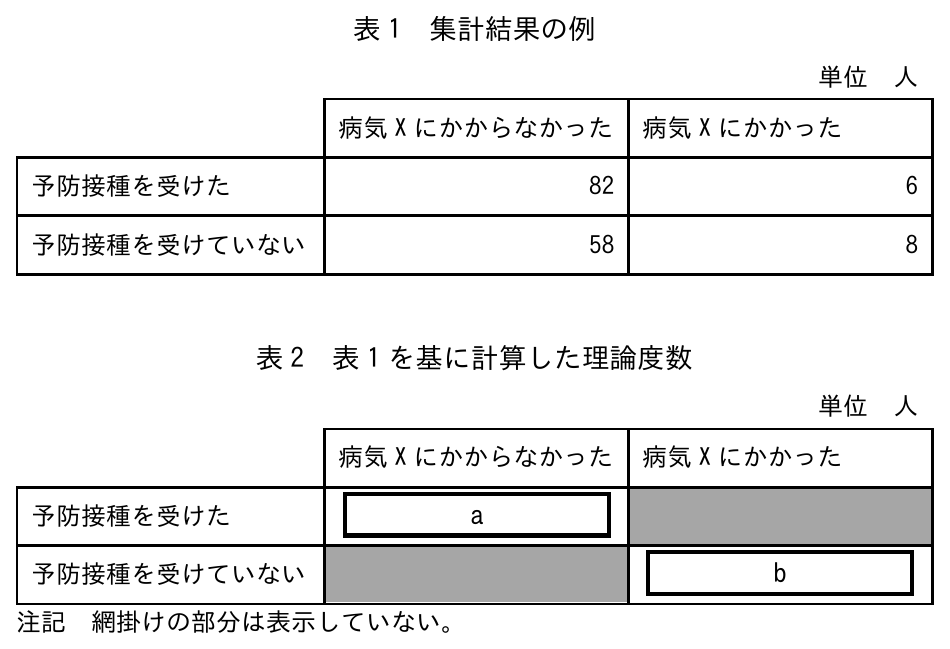 表1　集計結果の例
単位　人
病気Xにかからなかった　病気Xにかかった
予防接種を受けた　82　6
予防接種を受けていない　58　8
表2　表1を基に計算した理論度数
単位　人
病気Xにかからなかった　病気Xにかかった
予防接種を受けた　a
予防接種を受けていない　b
注記　網掛けの部分は表示していない。